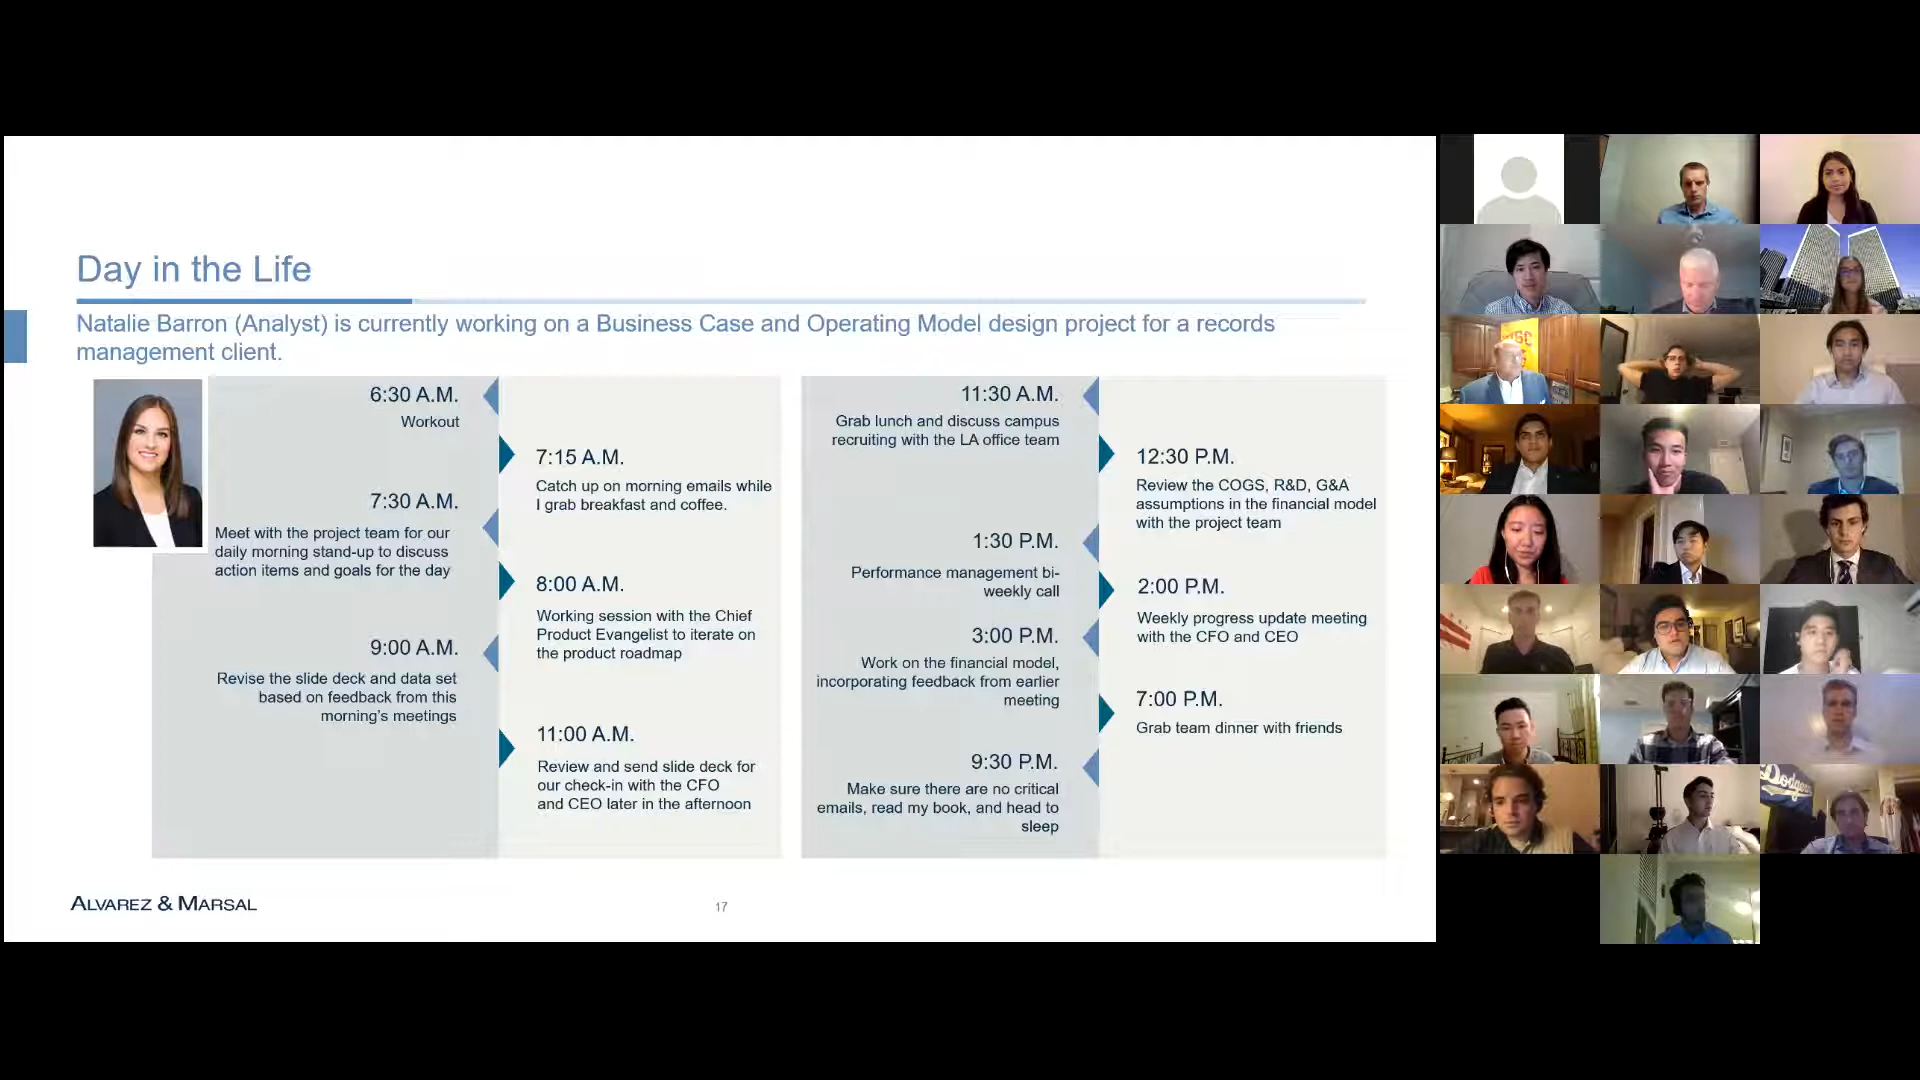 Day in the Life
Natalie Barron (Analyst) is currently working on a Business Case and Operating Model design project for a records
management client.
6:30 A.M.
Workout
7:15 A.M.
Catch up on morning emails while
I grab breakfast and coffee.
7:30 A.M.
Meet with the project team for our
daily morning stand-up to discuss
action items and goals for the day
8:00 A.M.
Working session with the Chief
Product Evangelist to iterate on
the product roadmap
9:00 A.M.
Revise the slide deck and data set
based on feedback from this
morning's meetings
11:00 A.M.
Review and send slide deck for
our check-in with the CFO
and CEO later in the afternoon
11:30 A.M.
Grab lunch and discuss campus
recruiting with the LA office team
12:30 P.M.
Review the COGS, R&D, G&A
assumptions in the financial model
with the project team
1:30 P.M.
Performance management bi-
weekly call
2:00 P.M.
Weekly progress update meeting
with the CFO and CEO
3:00 P.M.
Work on the financial model,
incorporating feedback from earlier
meeting
7:00 P.M.
Grab team dinner with friends
9:30 P.M.
Make sure there are no critical
emails, read my book, and head to
sleep
ALVAREZ & MARSAL
17